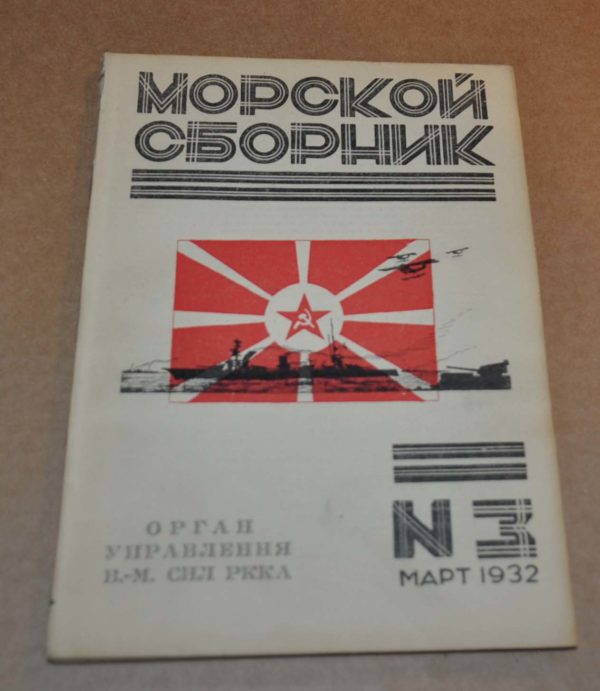 МОРСКОЙ
СБОРНИК
ОРГАН
УПРАВЛЕНИЯ
В.-М. СИЛ РККА
N 3
МАРТ 1932